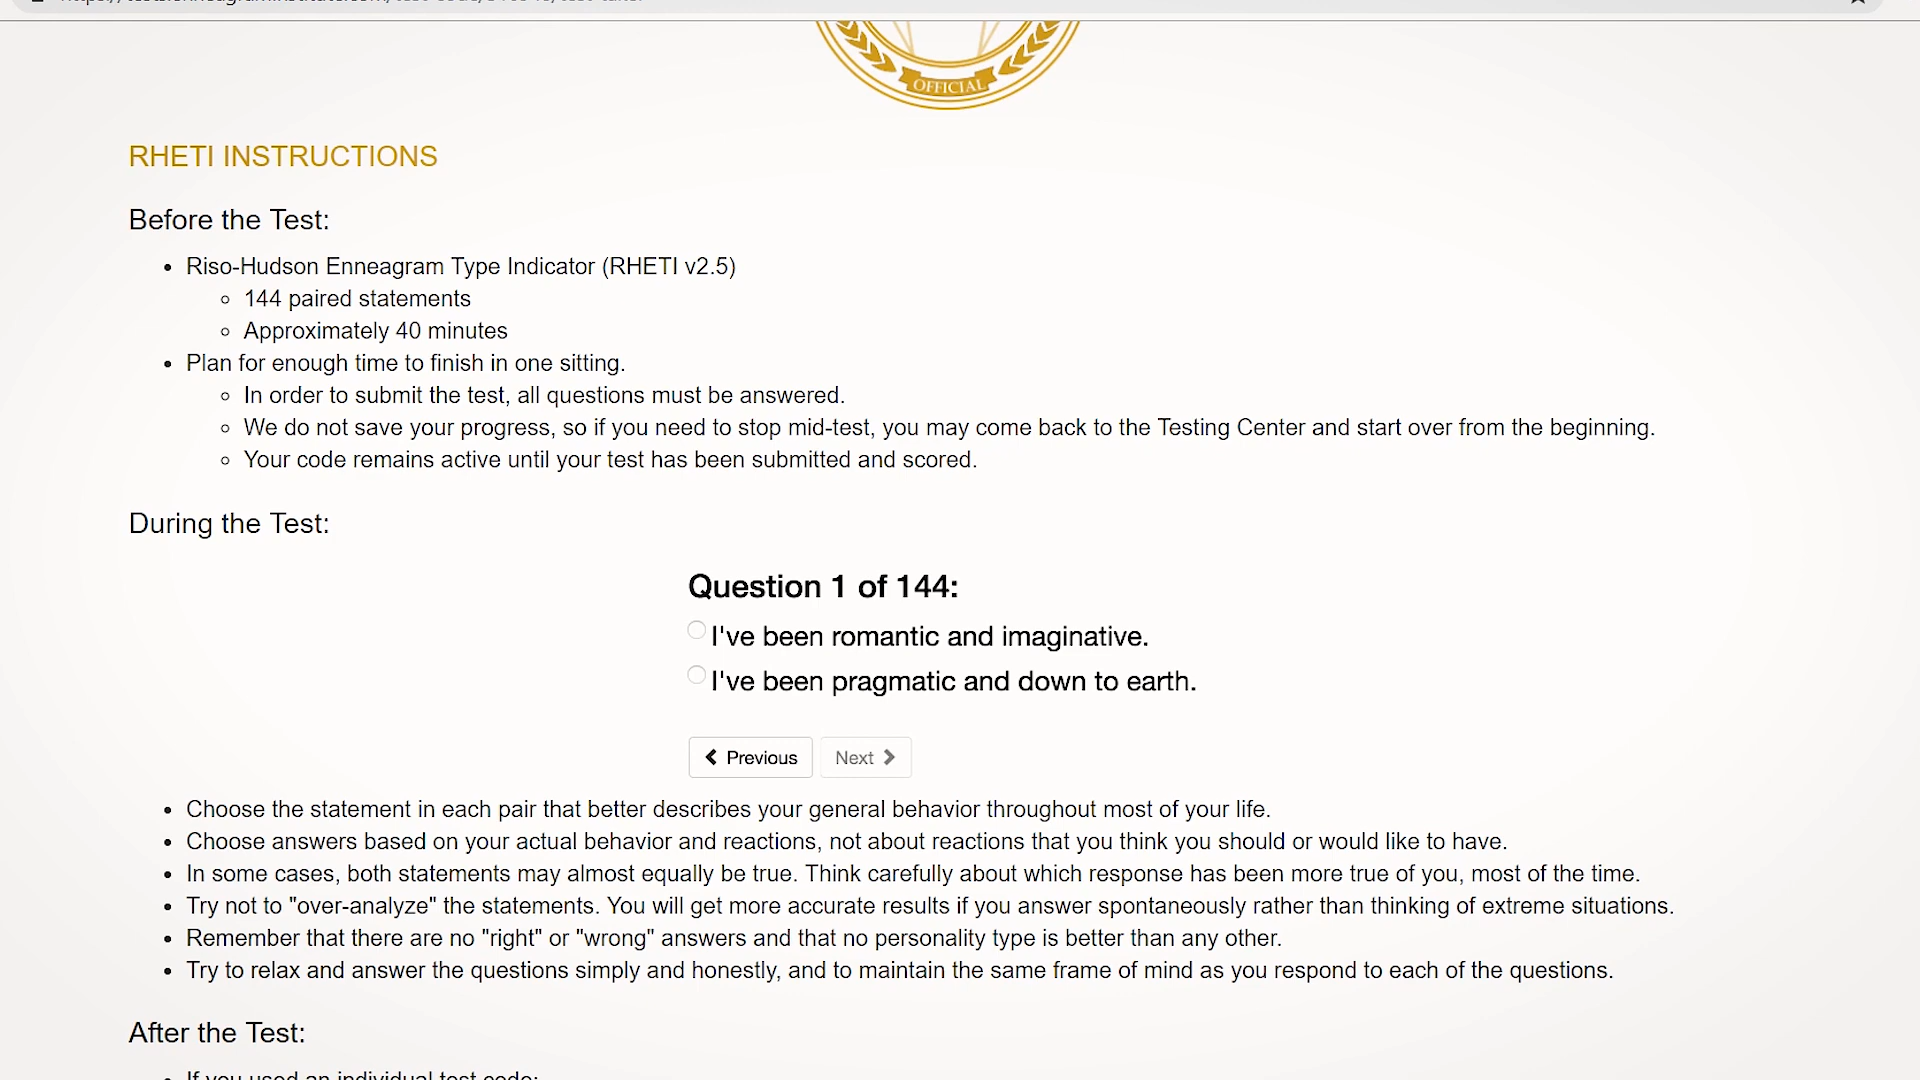 OFFICIAL
RHETI INSTRUCTIONS
Before the Test:
Riso-Hudson Enneagram Type Indicator (RHETI v2.5)
144 paired statements
Approximately 40 minutes
Plan for enough time to finish in one sitting.
In order to submit the test, all questions must be answered.
We do not save your progress, so if you need to stop mid-test, you may come back to the Testing Center and start over from the beginning.
Your code remains active until your test has been submitted and scored.
During the Test:
Question 1 of 144:
I've been romantic and imaginative.
I've been pragmatic and down to earth.
Previous Next
Choose the statement in each pair that better describes your general behavior throughout most of your life.
Choose answers based on your actual behavior and reactions, not about reactions that you think you should or would like to have.
In some cases, both statements may almost equally be true. Think carefully about which response has been more true of you, most of the time.
Try not to "over-analyze" the statements. You will get more accurate results if you answer spontaneously rather than thinking of extreme situations.
Remember that there are no "right" or "wrong" answers and that no personality type is better than any other.
Try to relax and answer the questions simply and honestly, and to maintain the same frame of mind as you respond to each of the questions.
After the Test:
If you used an individual test code: